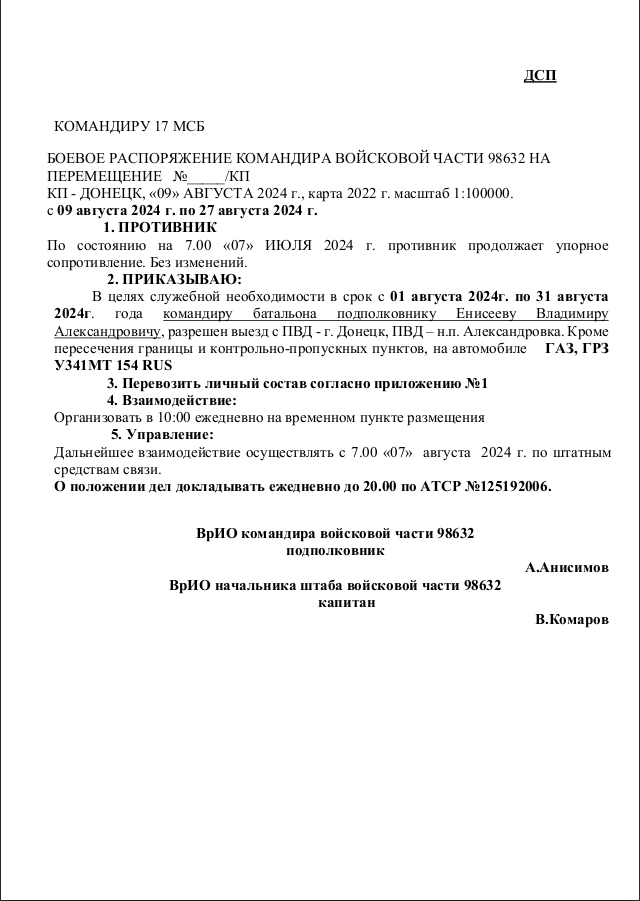 ДСП
КОМАНДИРУ 17 МСБ
БОЕВОЕ РАСПОРЯЖЕНИЕ КОМАНДИРА ВОЙСКОВОЙ ЧАСТИ 98632 НА
ПЕРЕМЕЩЕНИЕ №_____/КП
КП - ДОНЕЦК, «09» АВГУСТА 2024 г., карта 2022 г. масштаб 1:100000.
с 09 августа 2024 г. по 27 августа 2024 г.
1. ПРОТИВНИК
По состоянию на 7.00 «07» ИЮЛЯ 2024 г. противник продолжает упорное
сопротивление. Без изменений.
2. ПРИКАЗЫВАЮ:
В целях служебной необходимости в срок с 01 августа 2024г. по 31 августа
2024г. года командиру батальона подполковнику Енисееву Владимиру
Александровичу, разрешен выезд с ПВД - г. Донецк, ПВД – н.п. Александровка. Кроме
пересечения границы и контрольно-пропускных пунктов, на автомобиле ГАЗ, ГРЗ
У341МТ 154 RUS
3. Перевозить личный состав согласно приложению №1
4. Взаимодействие:
Организовать в 10:00 ежедневно на временном пункте размещения
5. Управление:
Дальнейшее взаимодействие осуществлять с 7.00 «07» августа 2024 г. по штатным
средствам связи.
О положении дел докладывать ежедневно до 20.00 по АТСР №125192006.
ВрИО командира войсковой части 98632
подполковник
А.Анисимов
ВрИО начальника штаба войсковой части 98632
капитан
В.Комаров